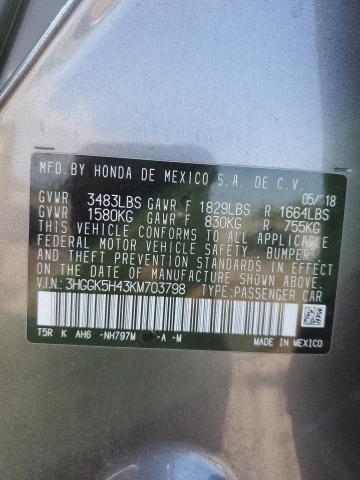 MFD.BY HONDA DE MEXICO S.A. DE C.V.
05/18
GVWR 3483LBS GAWR F 1829LBS R 1664LBS
GVWR 1580KG GAWR F 830KG R 755KG
THIS VEHICLE CONFORMS TO ALL APPLICABLE
FEDERAL MOTOR VEHICLE SAFETY, BUMPER,
AND THEFT PREVENTION STANDARDS IN
EFFECT ON THE DATE OF MANUFACTURE
SHOWN ABOVE.
V.I.N.: 3HGGK5H43KM703798 TYPE:PASSENGER CAR
T5R K AH6 -NH797M -A -M
MADE IN MEXICO